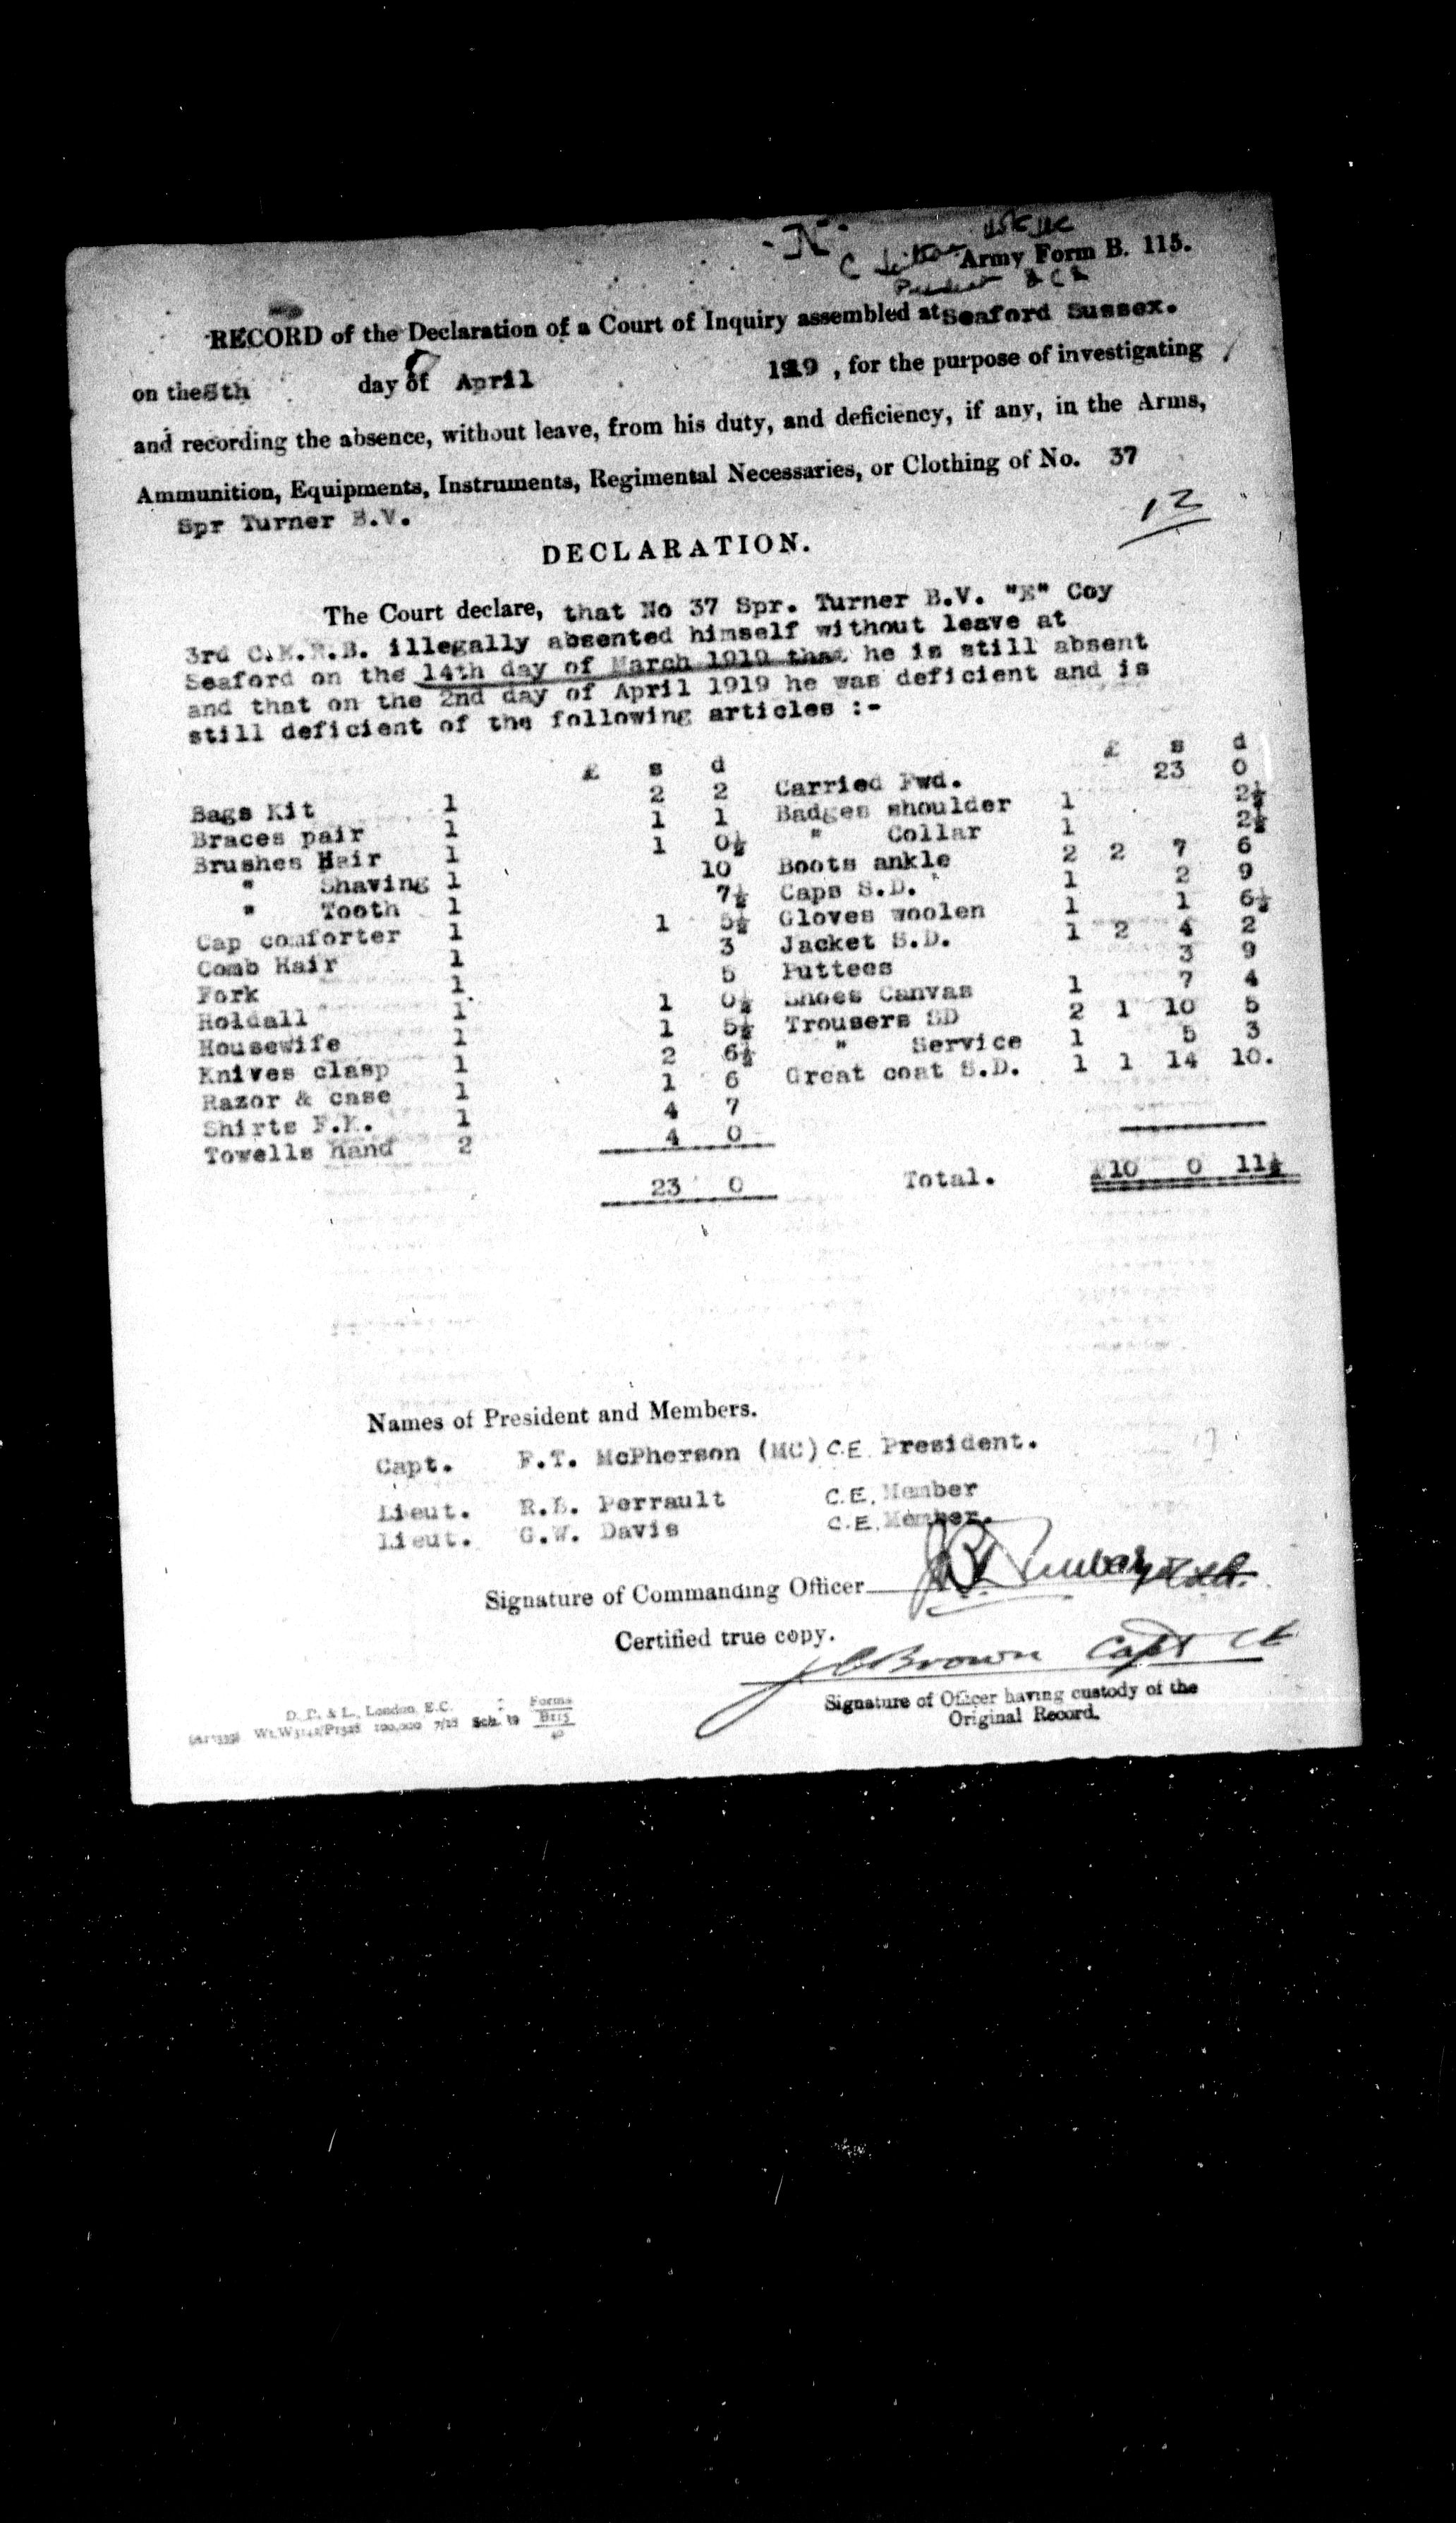 -N-
Army Form B. 115.
RECORD of the Declaration of a Court of Inquiry assembled at Seaford Sussex.
on the 8th day of April 1919, for the purpose of investigating
and recording the absence, without leave, from his duty, and deficiency, if any, in the Arms,
Ammunition, Equipments, Instruments, Regimental Necessaries, or Clothing of No. 37
Spr Turner B.V.
12
DECLARATION.
The Court declare, that No 37 Spr. Turner B.V. "E" Coy
3rd C.E.R.B. illegally absented himself without leave at
Seaford on the 14th day of March 1919 that he is still absent
and that on the 2nd day of April 1919 he was deficient and is
still deficient of the following articles :-
£ s d £ s d
Bags Kit 1 2 2 Carried Fwd. 23 0
Braces pair 1 1 1 Badges shoulder 1 2½
Brushes Hair 1 1 0½ " Collar 1 2½
" Shaving 1 10 Boots ankle 2 2 7 6
" Tooth 1 7½ Caps S.D. 1 2 9
Cap comforter 1 1 5½ Gloves woolen 1 1 6½
Comb Hair 1 3 Jacket S.D. 1 2 4 2
Fork 1 5 Puttees 3 9
Holdall 1 1 0½ Shoes Canvas 1 7 4
Housewife 1 1 5½ Trousers SD 2 1 10 5
Knives clasp 1 2 6½ " Service 1 5 3
Razor & case 1 1 6 Great coat S.D. 1 1 14 10.
Shirts F.K. 1 4 7
Towells hand 2 4 0
23 0 Total. £10 0 11½
Names of President and Members.
Capt. F.T. McPherson (MC) C.E. President.
Lieut. R.B. Perrault C.E. Member
Lieut. G.W. Davis C.E. Member.
Signature of Commanding Officer
Certified true copy.
Brown Capt CE
Signature of Officer having custody of the
Original Record.
D. D. & L., London, E.C. Forms
100,000 Sch. 19 B115
40